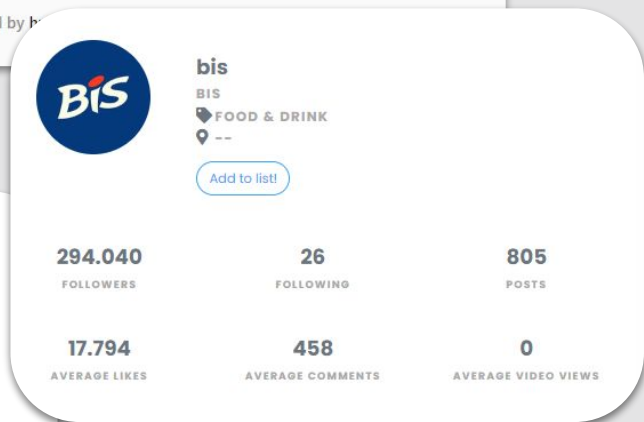 l by
BiS
bis
BIS
FOOD & DRINK
--
Add to list!
294.040 26 805
FOLLOWERS FOLLOWING POSTS
17.794 458 0
AVERAGE LIKES AVERAGE COMMENTS AVERAGE VIDEO VIEWS